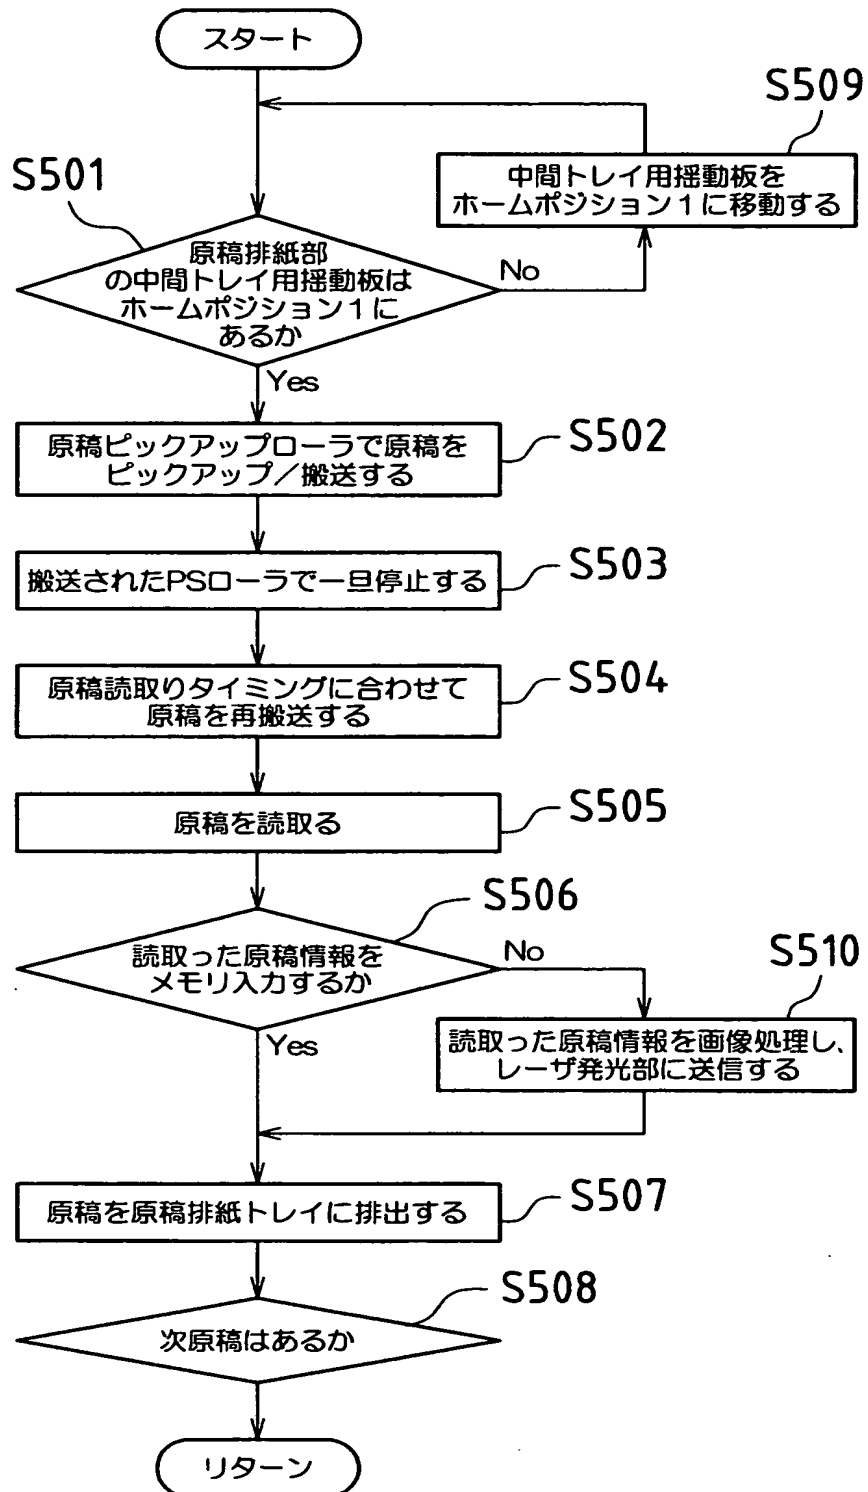 スタート
S509
中間トレイ用揺動板を
ホームポジション1に移動する
S501
原稿排紙部
の中間トレイ用揺動板は
ホームポジション1に
あるか
No
Yes
原稿ピックアップローラで原稿を
ピックアップ/搬送する
S502
搬送されたPSローラで一旦停止する
S503
原稿読取りタイミングに合わせて
原稿を再搬送する
S504
原稿を読取る
S505
S506
読取った原稿情報を
メモリ入力するか
No
S510
Yes
読取った原稿情報を画像処理し、
レーザ発光部に送信する
原稿を原稿排紙トレイに排出する
S507
S508
次原稿はあるか
リターン